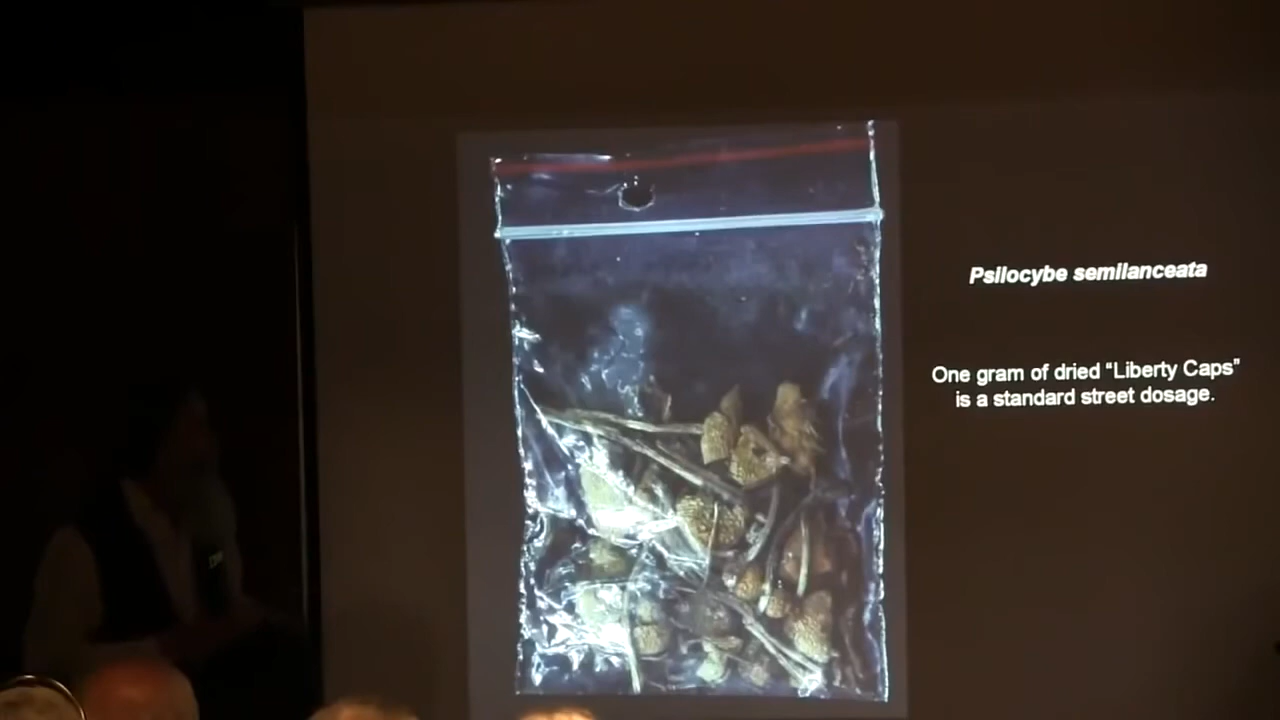 Psilocybe semilanceata
One gram of dried “Liberty Caps”
is a standard street dosage.